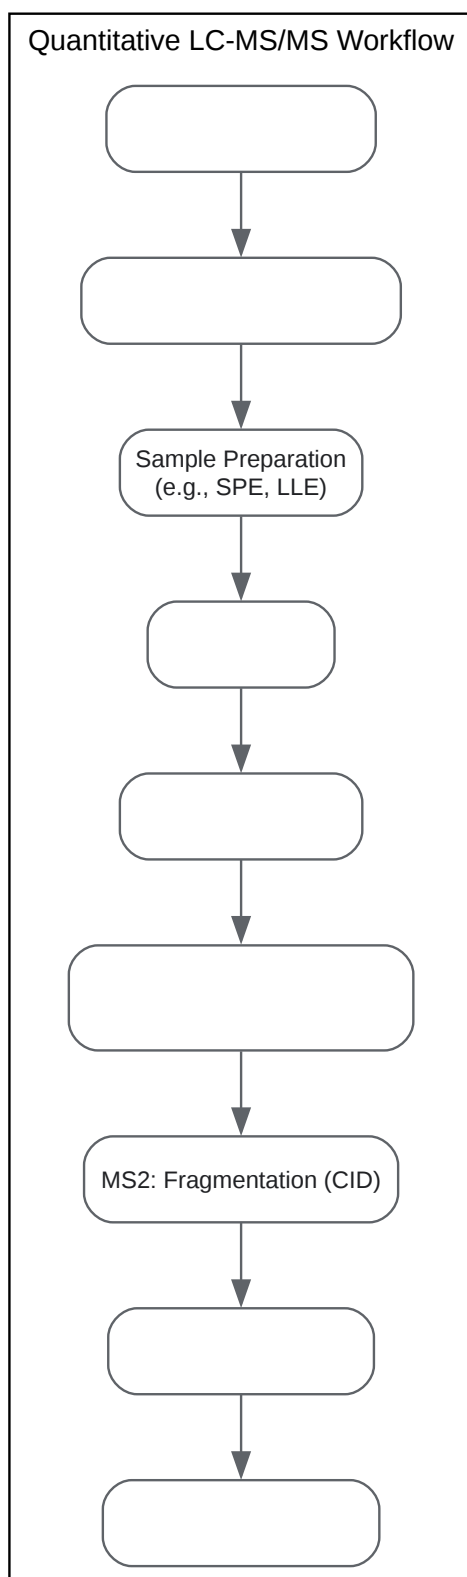 Quantitative LC-MS/MS Workflow
Sample Preparation
(e.g., SPE, LLE)
MS2: Fragmentation (CID)